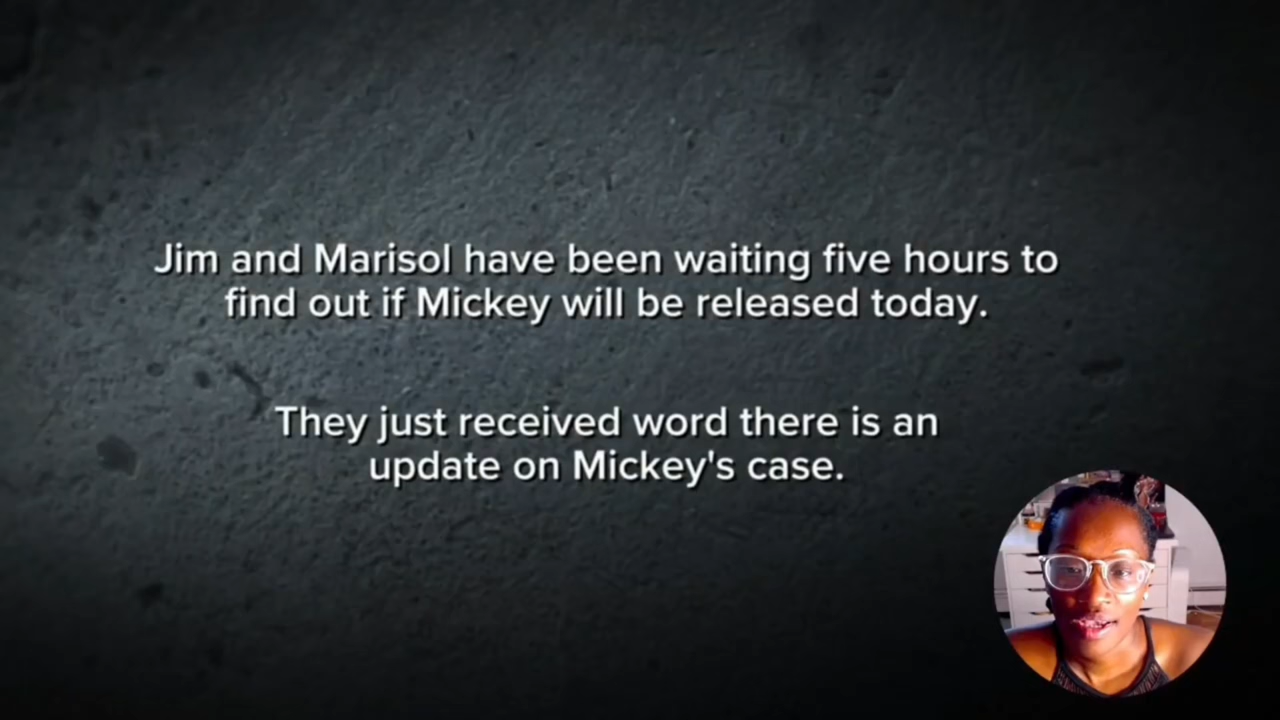 Jim and Marisol have been waiting five hours to
find out if Mickey will be released today.
They just received word there is an
update on Mickey's case.